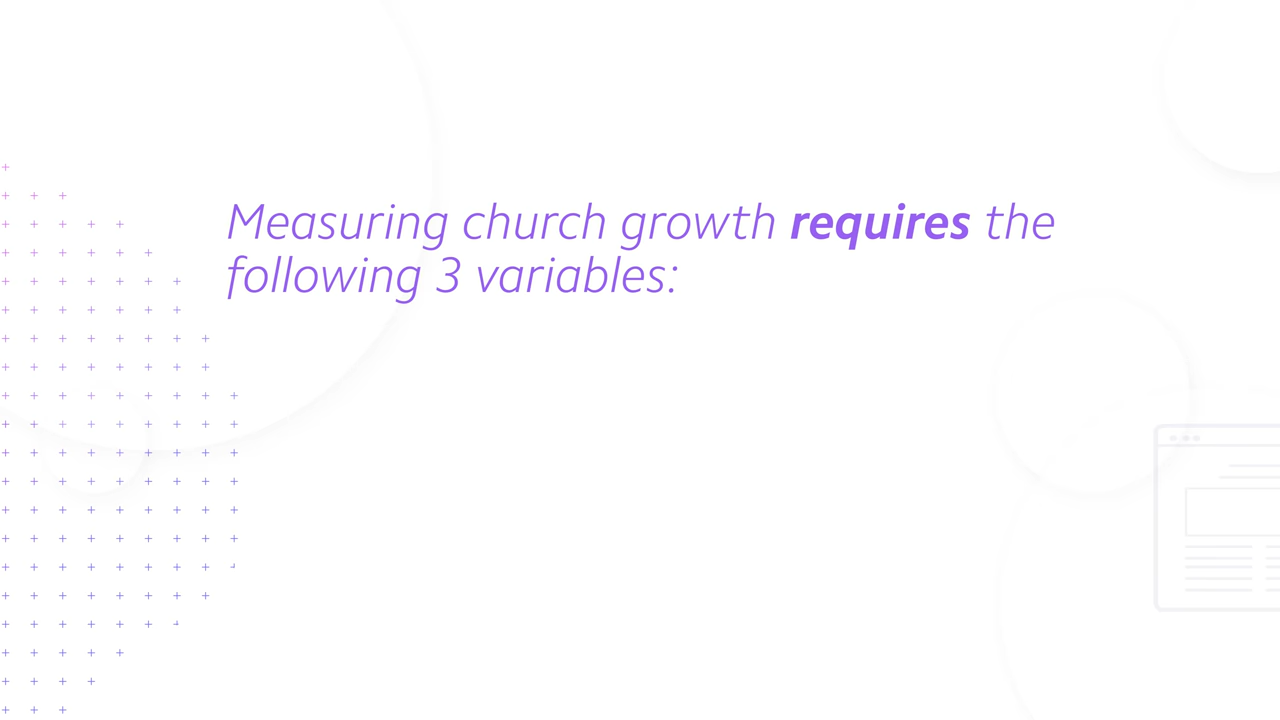 Measuring church growth requires the
following 3 variables: